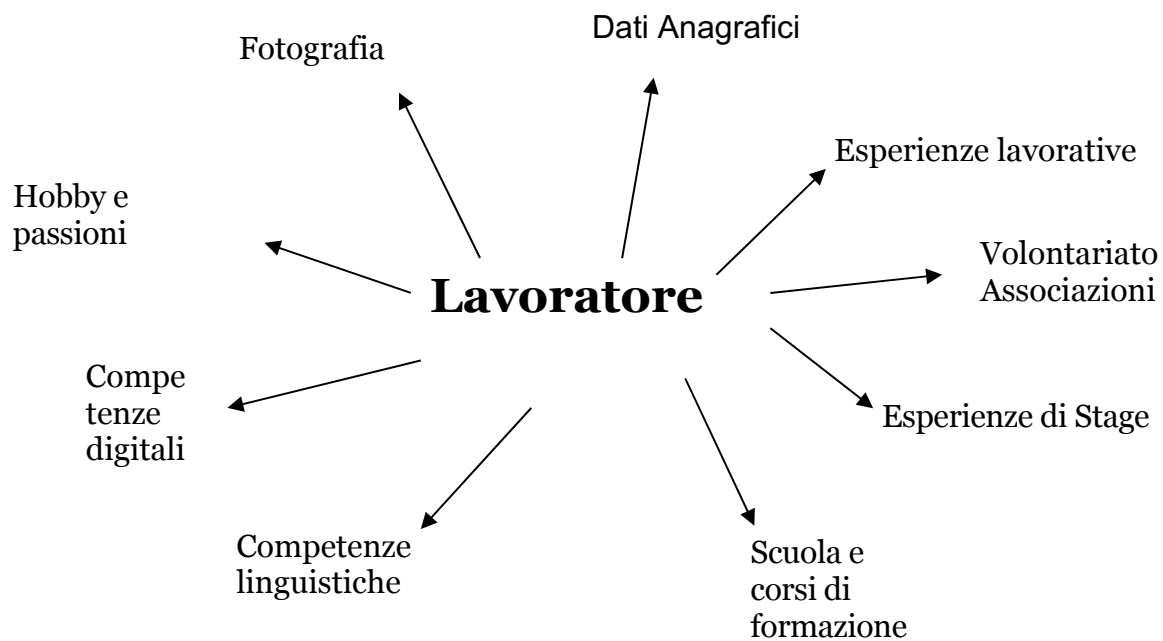 Dati Anagrafici
Fotografia
Esperienze lavorative
Hobby e
passioni
Volontariato
Associazioni
Lavoratore
Compe
tenze
digitali
Esperienze di Stage
Competenze
linguistiche
Scuola e
corsi di
formazione